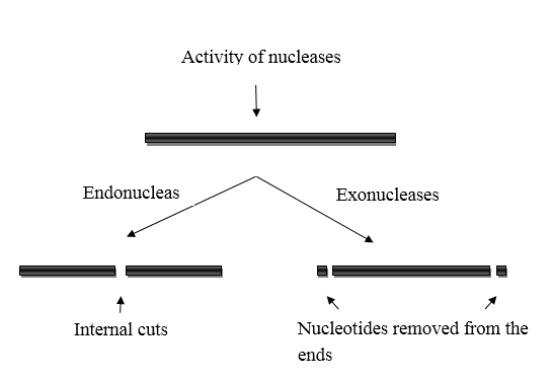 Activity of nucleases
Endonucleas
Exonucleases
Internal cuts
Nucleotides removed from the
ends